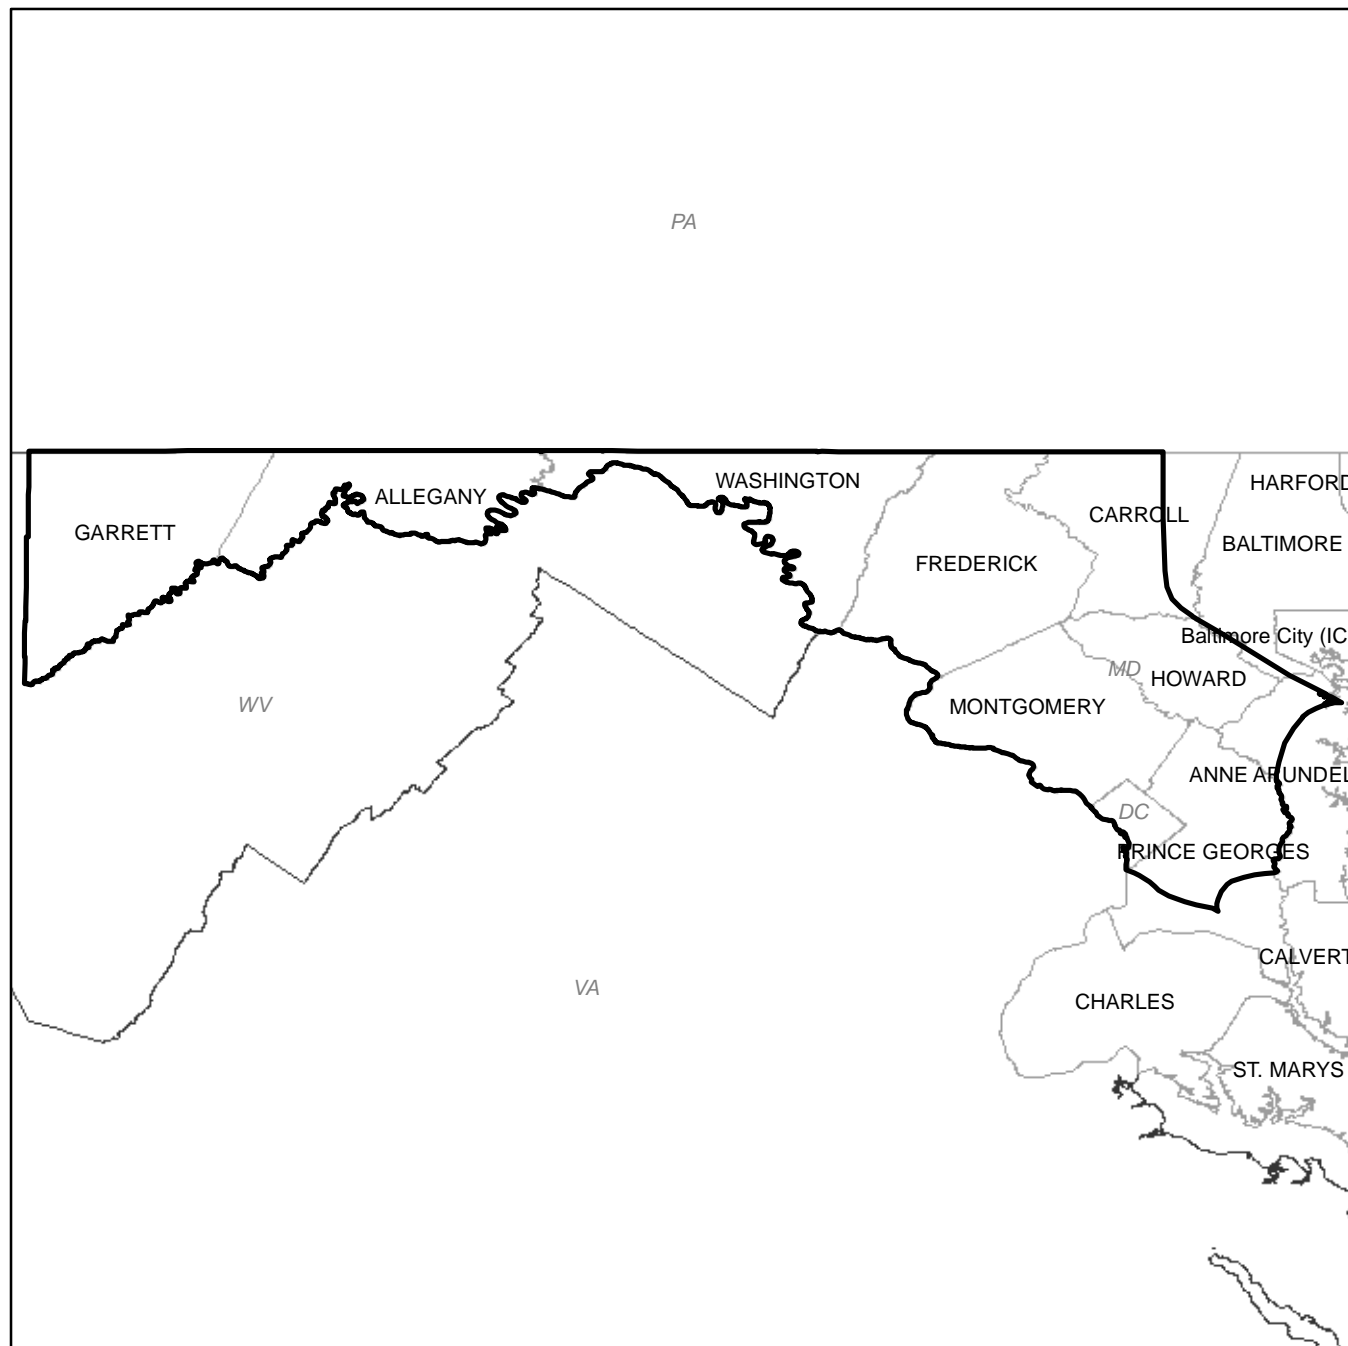 PA
WASHINGTON
HARFORD
ALLEGANY
CARROLL
GARRETT
BALTIMORE
FREDERICK
Baltimore City (IC
MD
HOWARD
WV
MONTGOMERY
ANNE ARUNDEL
DC
PRINCE GEORGES
CALVERT
VA
CHARLES
ST. MARYS